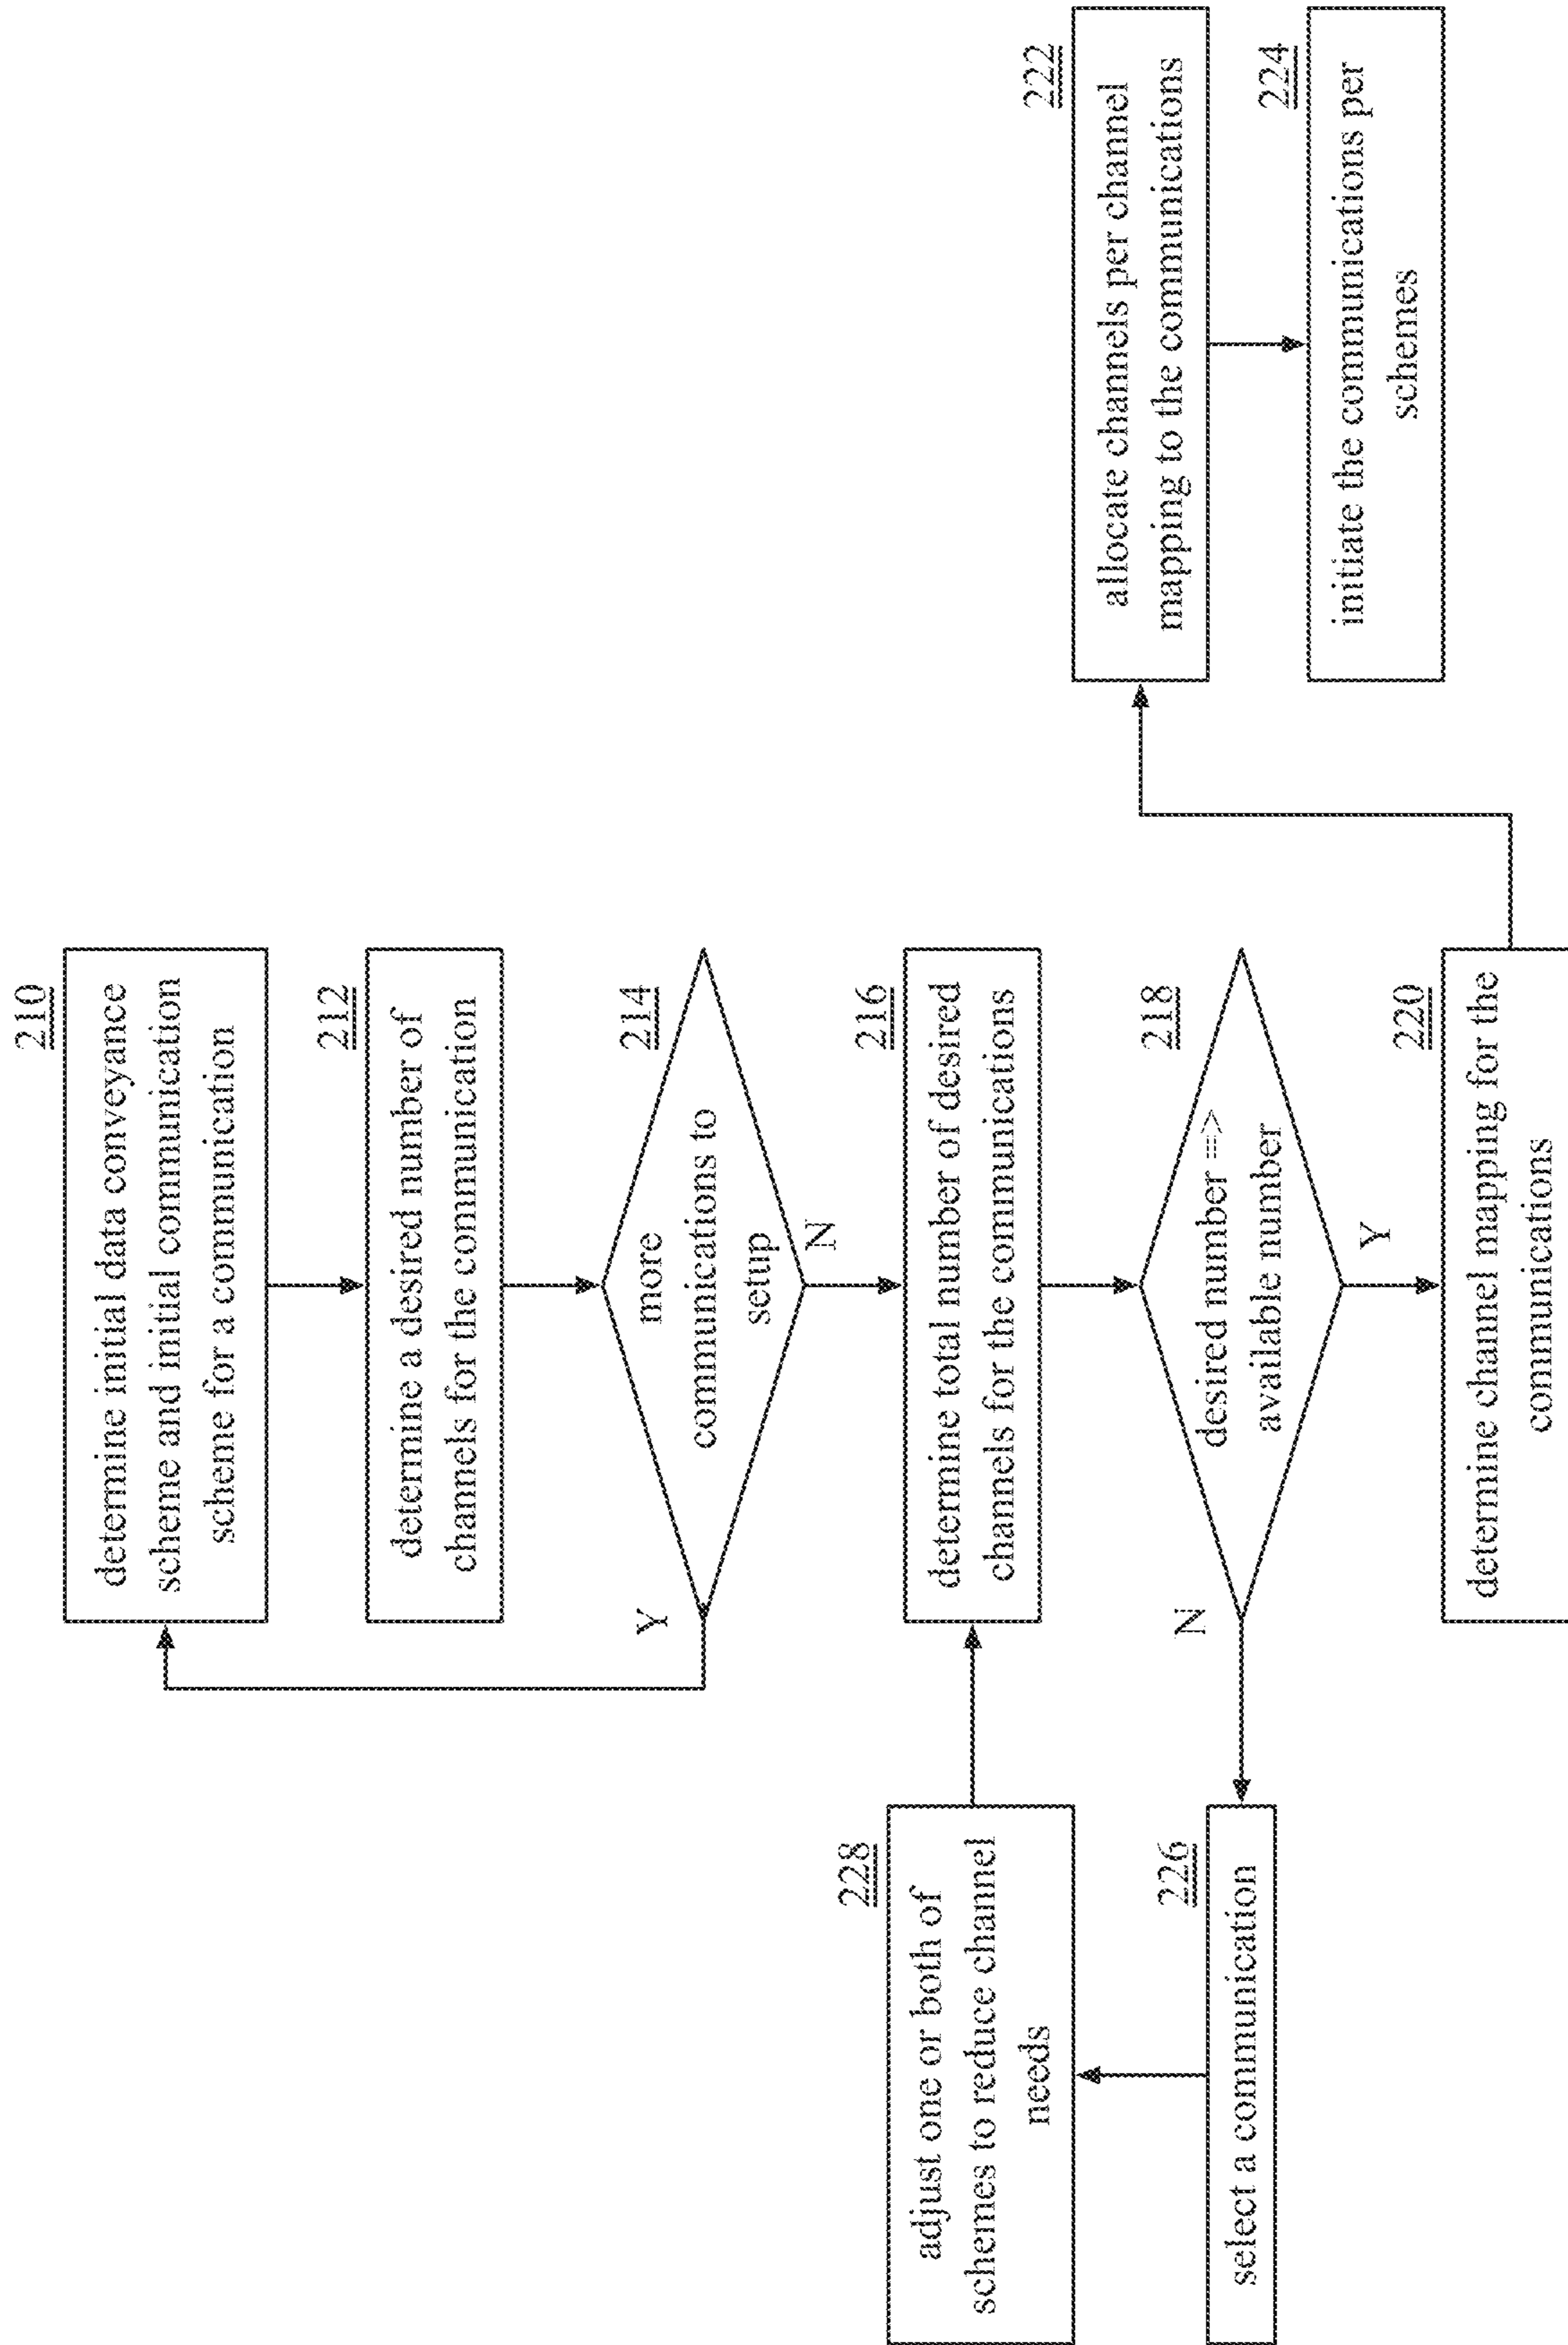 210
determine initial data conveyance
scheme and initial communication
scheme for a communication
212
determine a desired number of
channels for the communication
214
more
communications to
setup
Y
N
216
determine total number of desired
channels for the communications
218
desired number =>
available number
N
Y
220
determine channel mapping for the
communications
222
allocate channels per channel
mapping to the communications
224
initiate the communications per
schemes
226
select a communication
228
adjust one or both of
schemes to reduce channel
needs